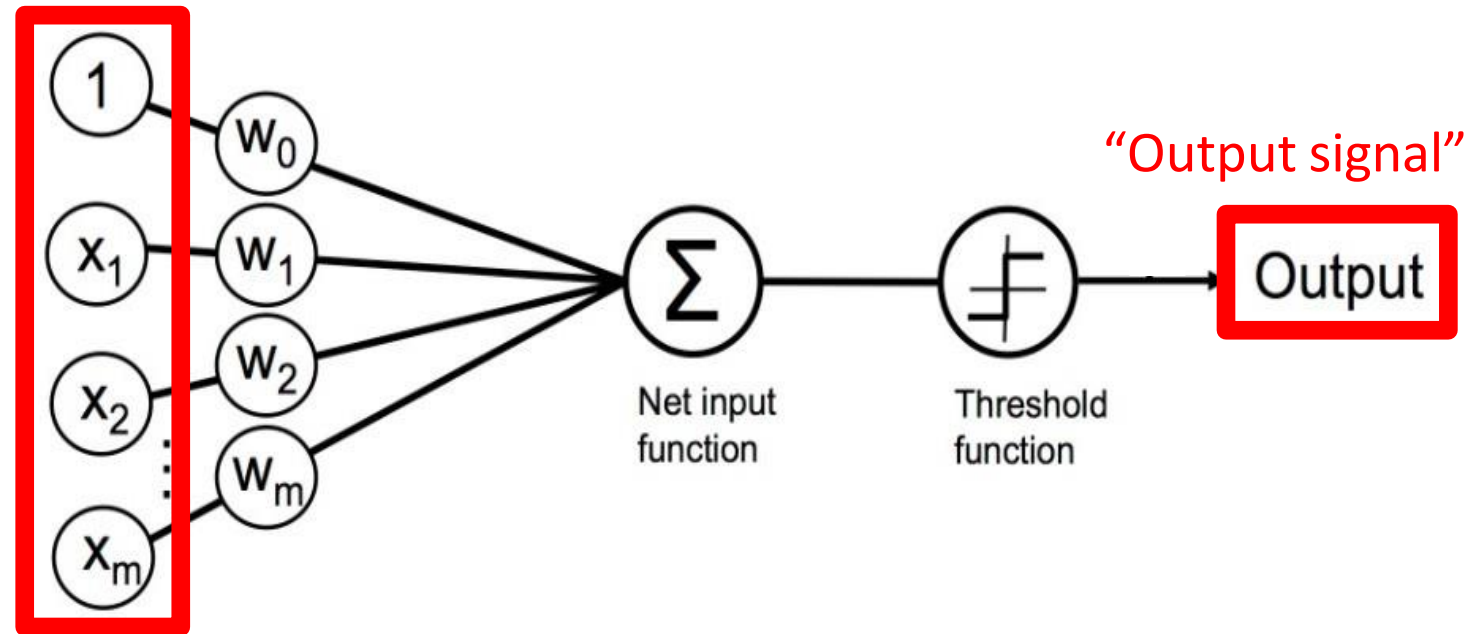 1
w₀
“Output signal”
x₁
w₁
Σ
Output
x₂
w₂
Net input
function
Threshold
function
⋮
wₘ
xₘ